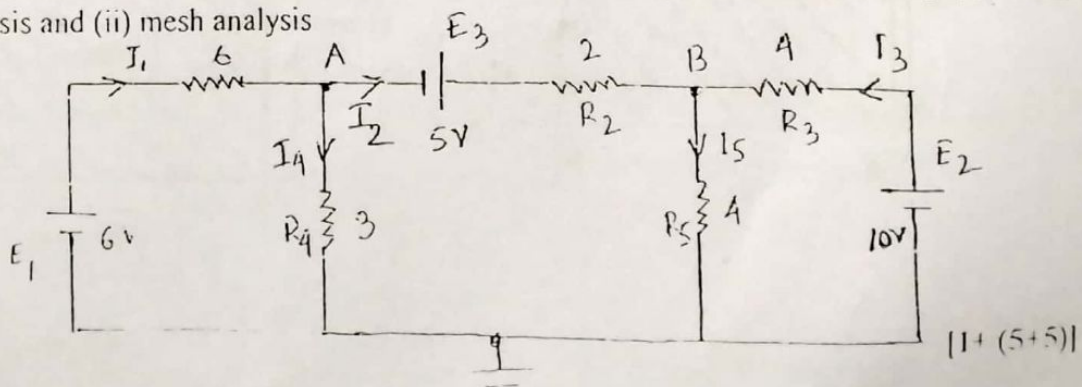 sis and (ii) mesh analysis
E3
I1 6 A 2 B 4 I3
I2 5V R2 R3
I4 I5 E2
R4 3 R5 4
E1 6v 10V
[1+ (5+5)]